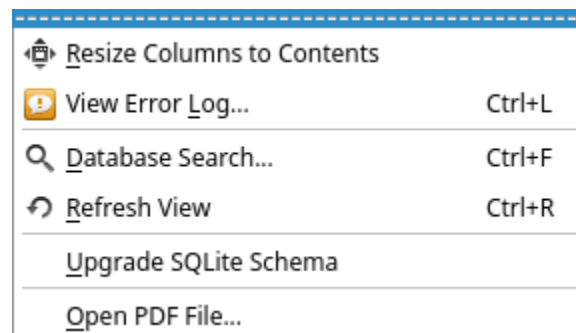 Resize Columns to Contents
View Error Log... Ctrl+L
Database Search... Ctrl+F
Refresh View Ctrl+R
Upgrade SQLite Schema
Open PDF File...